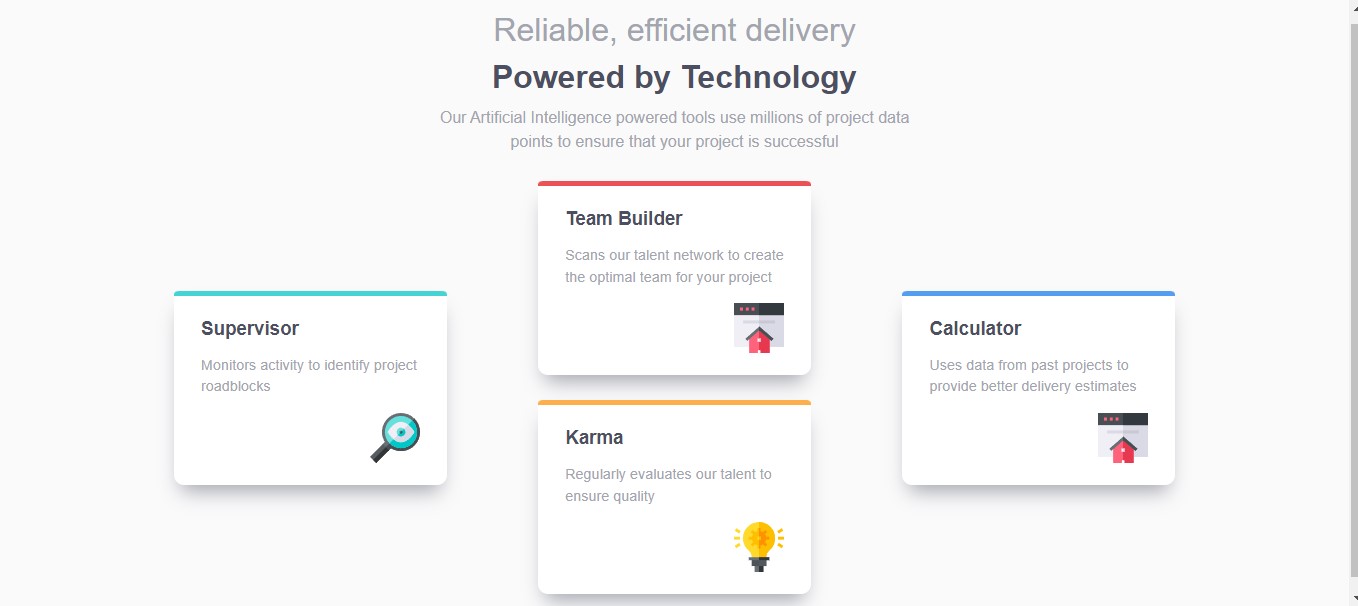 Reliable, efficient delivery
Powered by Technology
Our Artificial Intelligence powered tools use millions of project data
points to ensure that your project is successful
Team Builder
Scans our talent network to create
the optimal team for your project
Supervisor
Monitors activity to identify project
roadblocks
Calculator
Uses data from past projects to
provide better delivery estimates
Karma
Regularly evaluates our talent to
ensure quality